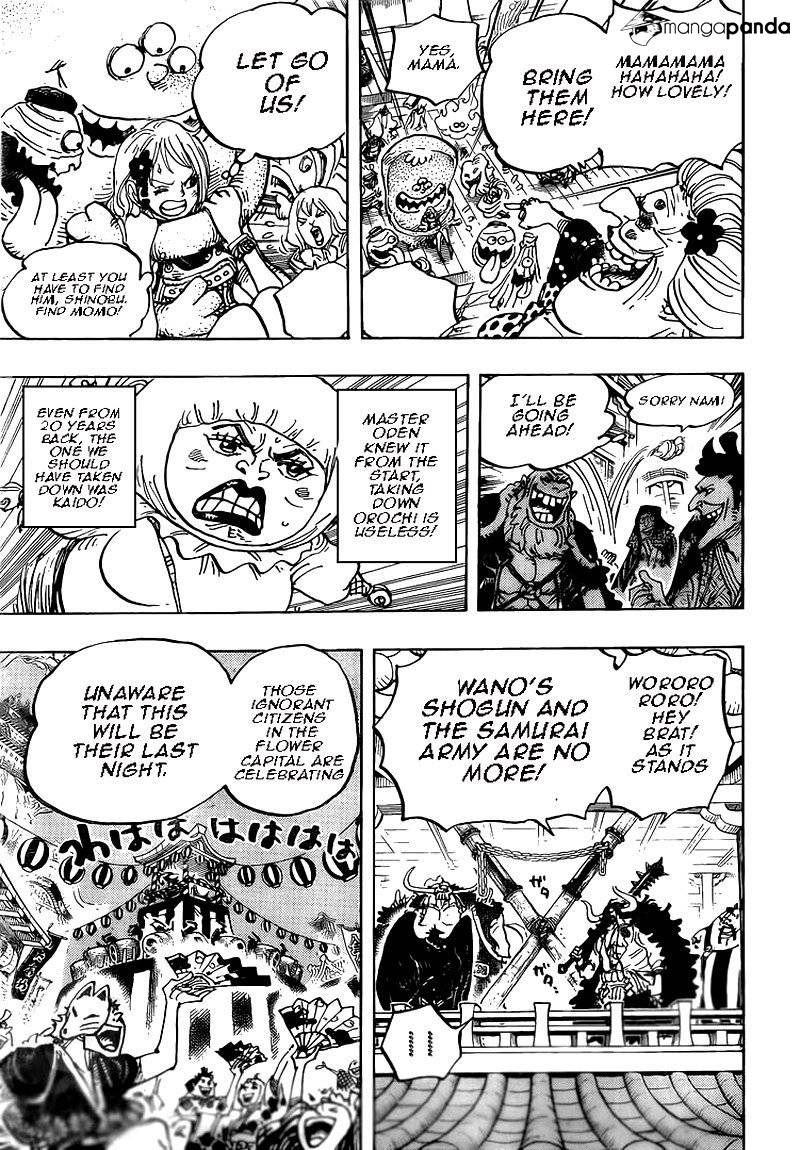 mangapanda
MAMAMAMA
HAHAHAHA!
HOW LOVELY!
BRING
THEM
HERE!
YES,
MAMA.
LET GO
OF
US!
AT LEAST YOU
HAVE TO FIND
HIM, SHINOBU.
FIND MOMO!
SORRY NAMI
I'LL BE
GOING
AHEAD!
MASTER
ODEN
KNEW IT
FROM THE
START,
TAKING
DOWN
OROCHI IS
USELESS!
EVEN FROM
20 YEARS
BACK, THE
ONE WE
SHOULD
HAVE TAKEN
DOWN WAS
KAIDO!
WORORO
RORO!
HEY
BRAT!
AS IT
STANDS
WANO'S
SHOGUN AND
THE SAMURAI
ARMY ARE NO
MORE!
ガタ
ガタ
!!
THOSE
IGNORANT
CITIZENS
IN THE
FLOWER
CAPITAL ARE
CELEBRATING
UNAWARE
THAT THIS
WILL BE
THEIR LAST
NIGHT.
わはははははは